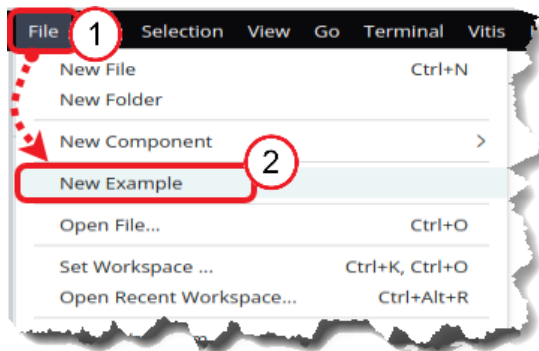 File 1 Selection View Go Terminal Vitis
New File Ctrl+N
New Folder
New Component >
2
New Example
Open File... Ctrl+O
Set Workspace ... Ctrl+K, Ctrl+O
Open Recent Workspace... Ctrl+Alt+R